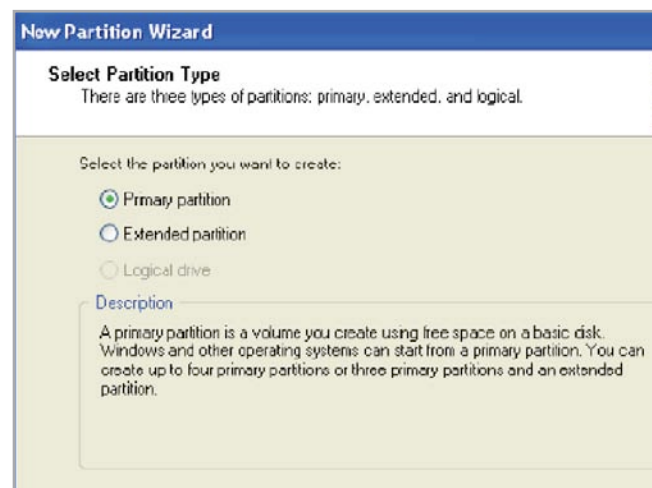 New Partition Wizard
Select Partition Type
There are three types of partitions: primary, extended, and logical.
Select the partition you want to create:
Primary partition
Extended partition
Logical drive
Description
A primary partition is a volume you create using free space on a basic disk.
Windows and other operating systems can start from a primary partition. You can
create up to four primary partitions or three primary partitions and an extended
partition.